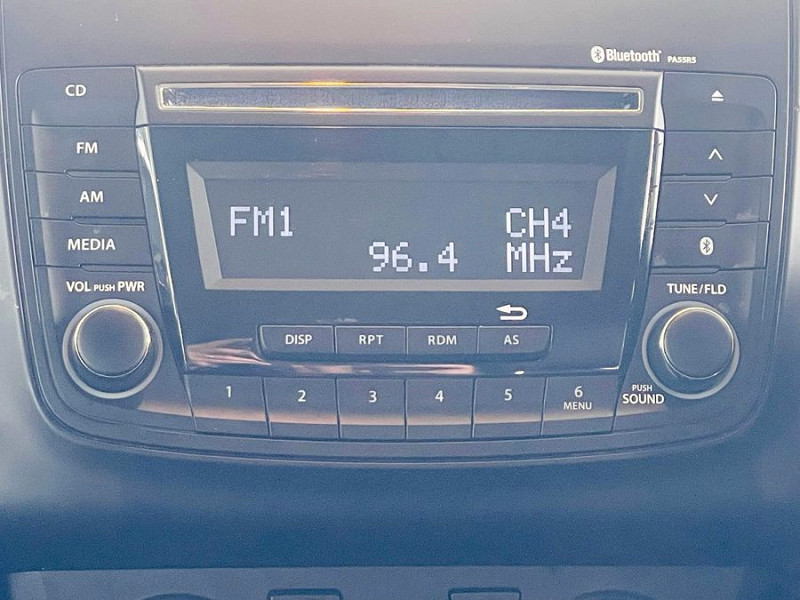 Bluetooth PASSRS
CD
FM
AM
MEDIA
VOL PUSH PWR
FM1 CH4
96.4 MHz
TUNE/FLD
DISP RPT RDM AS
1 2 3 4 5 6
MENU
PUSH
SOUND